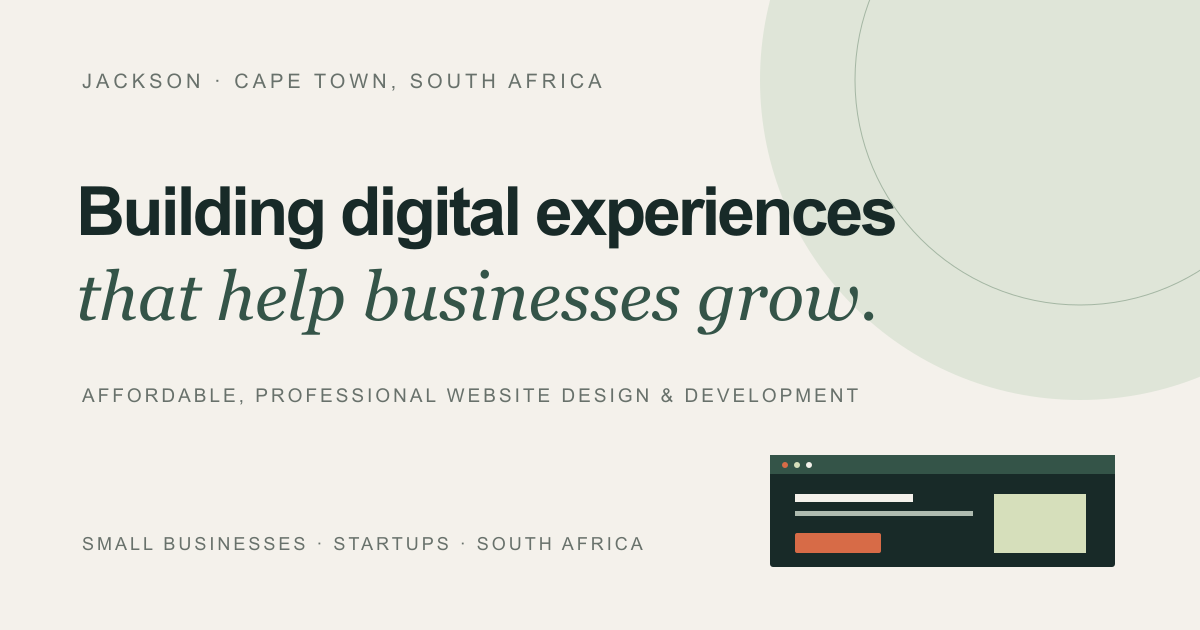 JACKSON · CAPE TOWN, SOUTH AFRICA
Building digital experiences
that help businesses grow.
AFFORDABLE, PROFESSIONAL WEBSITE DESIGN & DEVELOPMENT
SMALL BUSINESSES · STARTUPS · SOUTH AFRICA